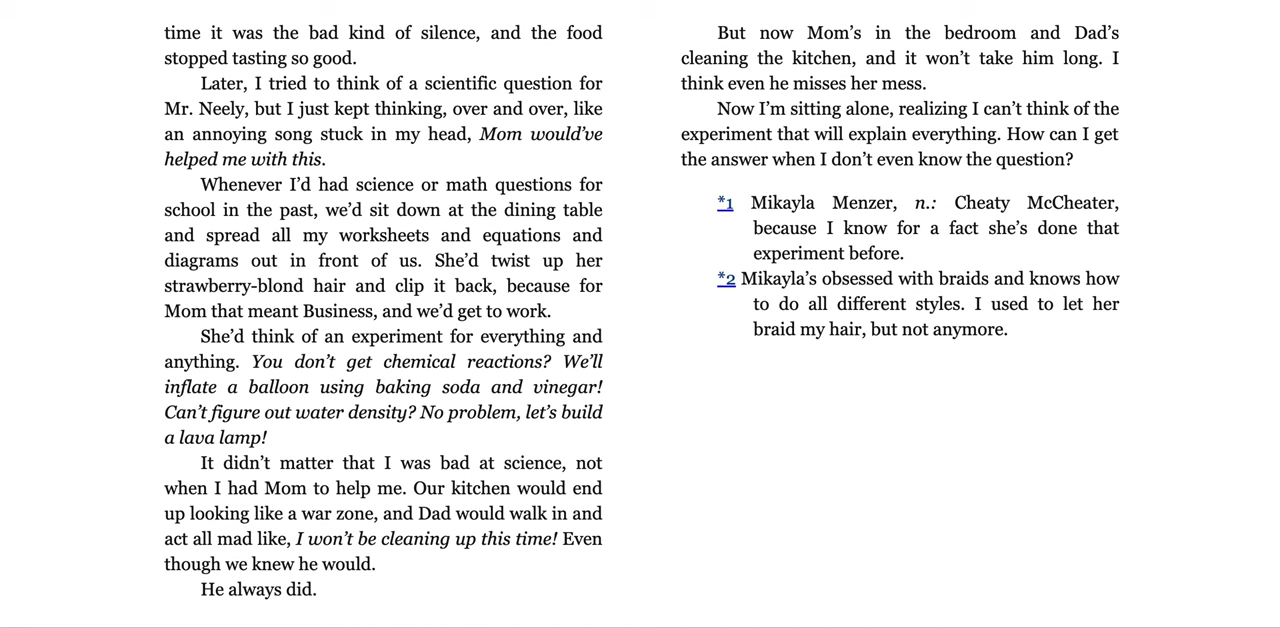 time it was the bad kind of silence, and the food
stopped tasting so good.
Later, I tried to think of a scientific question for
Mr. Neely, but I just kept thinking, over and over, like
an annoying song stuck in my head, Mom would’ve
helped me with this.
Whenever I’d had science or math questions for
school in the past, we’d sit down at the dining table
and spread all my worksheets and equations and
diagrams out in front of us. She’d twist up her
strawberry-blond hair and clip it back, because for
Mom that meant Business, and we’d get to work.
She’d think of an experiment for everything and
anything. You don’t get chemical reactions? We’ll
inflate a balloon using baking soda and vinegar!
Can’t figure out water density? No problem, let’s build
a lava lamp!
It didn’t matter that I was bad at science, not
when I had Mom to help me. Our kitchen would end
up looking like a war zone, and Dad would walk in and
act all mad like, I won’t be cleaning up this time! Even
though we knew he would.
He always did.
But now Mom’s in the bedroom and Dad’s
cleaning the kitchen, and it won’t take him long. I
think even he misses her mess.
Now I’m sitting alone, realizing I can’t think of the
experiment that will explain everything. How can I get
the answer when I don’t even know the question?
*1 Mikayla Menzer, n.: Cheaty McCheater,
because I know for a fact she’s done that
experiment before.
*2 Mikayla’s obsessed with braids and knows how
to do all different styles. I used to let her
braid my hair, but not anymore.